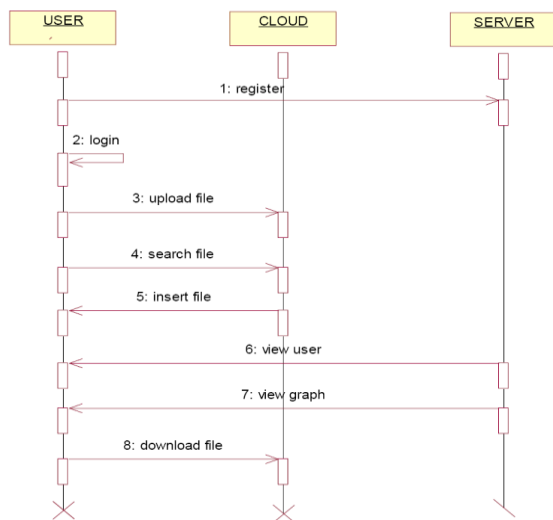 USER
CLOUD
SERVER
1: register
2: login
3: upload file
4: search file
5: insert file
6: view user
7: view graph
8: download file